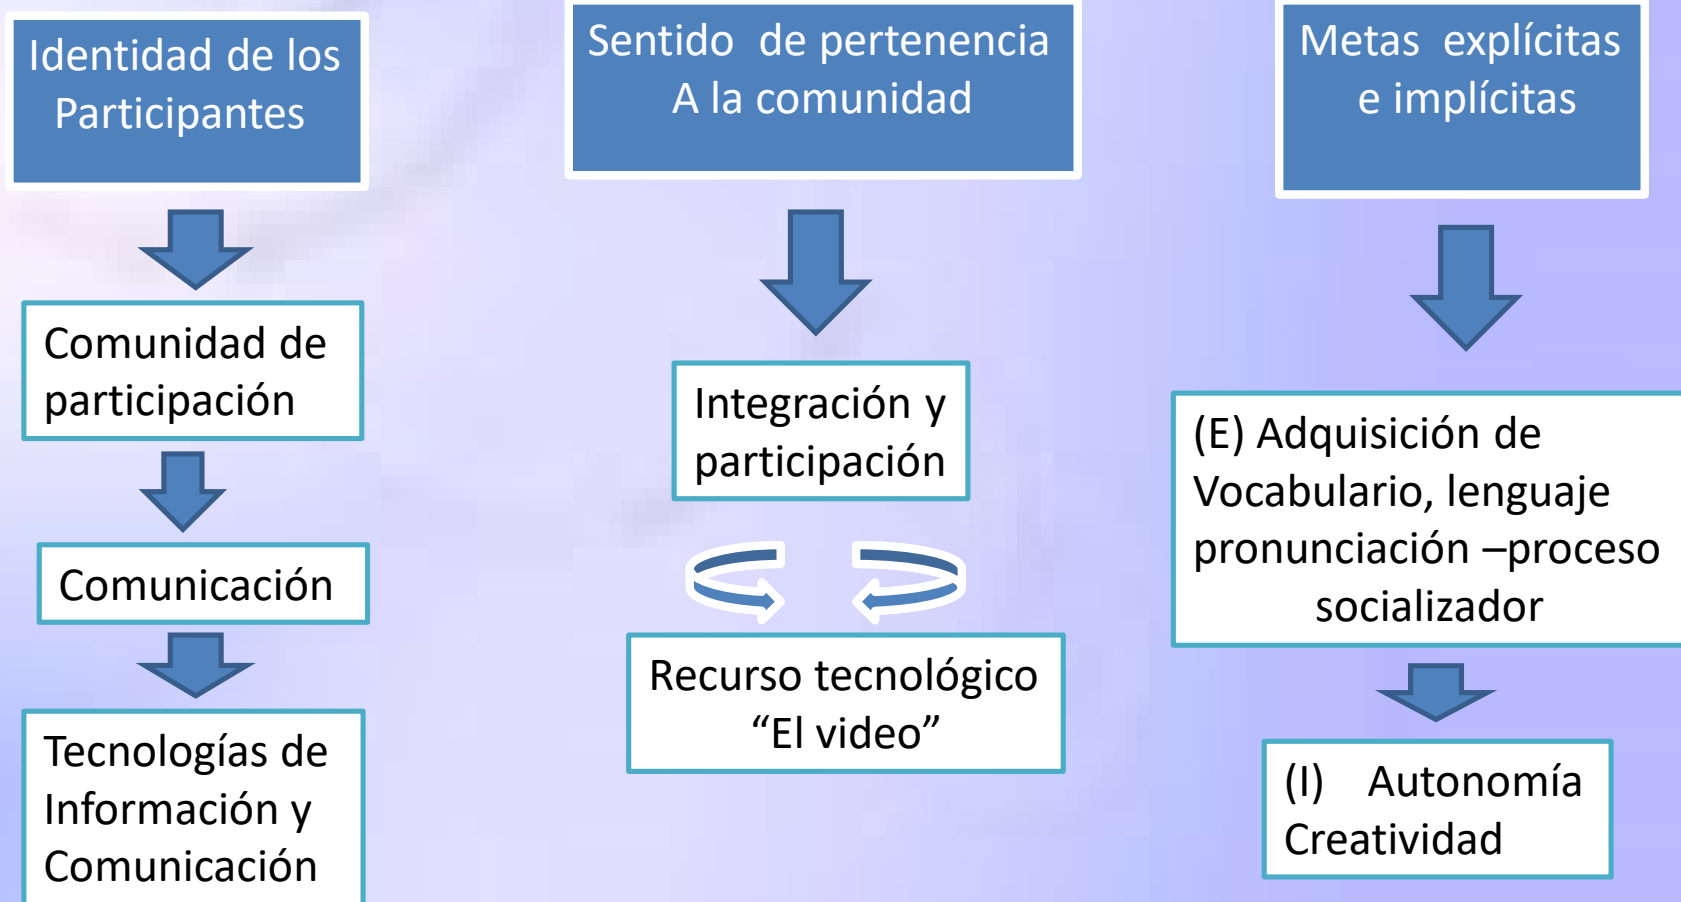 Identidad de los
Participantes
Comunidad de
participación
Comunicación
Tecnologías de
Información y
Comunicación
Sentido de pertenencia
A la comunidad
Integración y
participación
Recurso tecnológico
“El video”
Metas explícitas
e implícitas
(E) Adquisición de
Vocabulario, lenguaje
pronunciación –proceso
socializador
(I) Autonomía
Creatividad